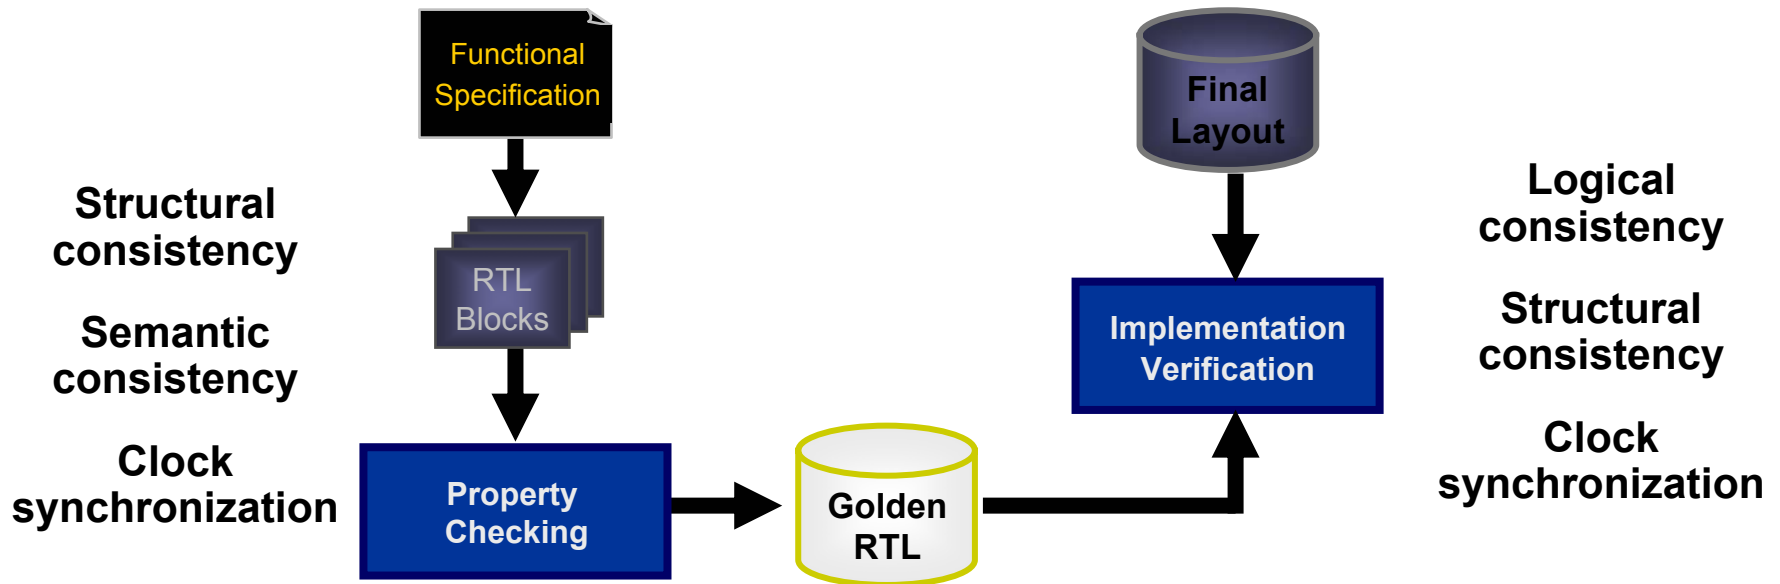 Functional
Specification
Final
Layout
Structural
consistency
Semantic
consistency
Clock
synchronization
RTL
Blocks
Property
Checking
Golden
RTL
Implementation
Verification
Logical
consistency
Structural
consistency
Clock
synchronization